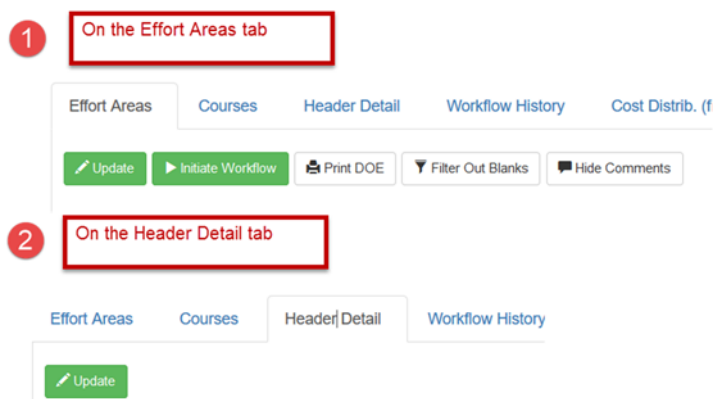 1
On the Effort Areas tab
Effort Areas Courses Header Detail Workflow History Cost Distrib. (f
Update Initiate Workflow Print DOE Filter Out Blanks Hide Comments
2
On the Header Detail tab
Effort Areas Courses Header Detail Workflow History
Update